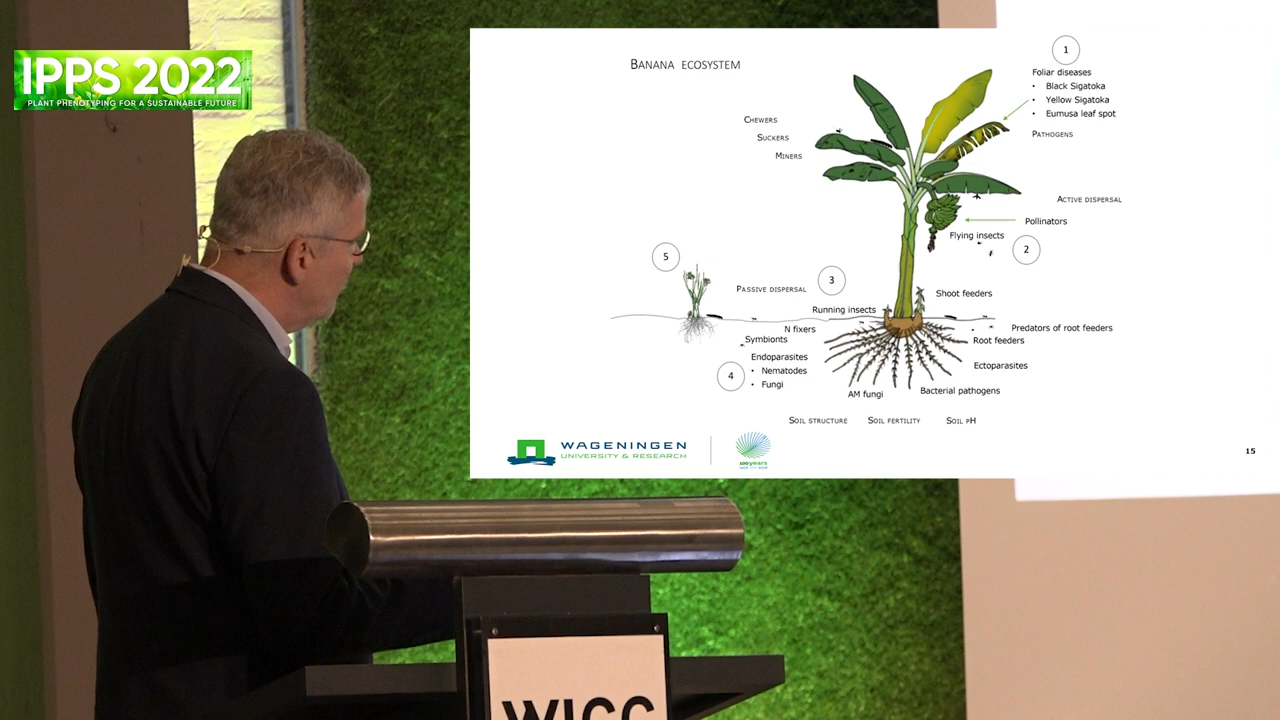 IPPS 2022
PLANT PHENOTYPING FOR A SUSTAINABLE FUTURE
BANANA ECOSYSTEM
1
Foliar diseases
• Black Sigatoka
• Yellow Sigatoka
• Eumusa leaf spot
PATHOGENS
CHEWERS
SUCKERS
MINERS
ACTIVE DISPERSAL
Pollinators
Flying insects
2
5
PASSIVE DISPERSAL
3
Running insects
Shoot feeders
N fixers
Symbionts
Predators of root feeders
Root feeders
Endoparasites
• Nematodes
• Fungi
4
Ectoparasites
AM fungi
Bacterial pathogens
SOIL STRUCTURE SOIL FERTILITY SOIL pH
WAGENINGEN
UNIVERSITY & RESEARCH
100years
15
WICC